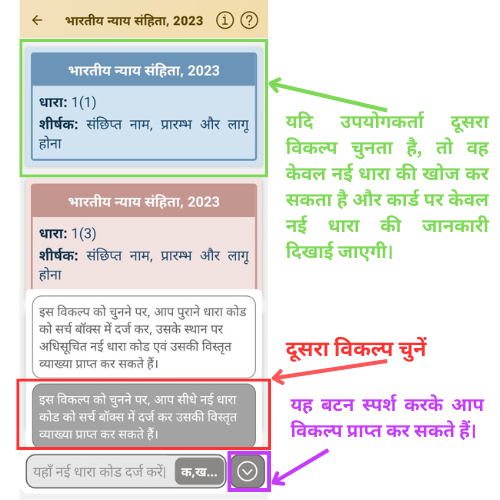 भारतीय न्याय संहिता, 2023
भारतीय न्याय संहिता, 2023
धारा: 1(1)
शीर्षक: संछिप्त नाम, प्रारम्भ और लागू
होना
भारतीय न्याय संहिता, 2023
धारा: 1(3)
शीर्षक: संछिप्त नाम, प्रारम्भ और लागू
होना
इस विकल्प को चुनने पर, आप पुराने धारा कोड
को सर्च बॉक्स में दर्ज कर, उसके स्थान पर
अधिसूचित नई धारा कोड एवं उसकी विस्तृत
व्याख्या प्राप्त कर सकते हैं।
इस विकल्प को चुनने पर, आप सीधे नई धारा
कोड को सर्च बॉक्स में दर्ज कर उसकी विस्तृत
व्याख्या प्राप्त कर सकते हैं।
यहाँ नई धारा कोड दर्ज करें|
क,ख...
यदि उपयोगकर्ता दूसरा
विकल्प चुनता है, तो वह
केवल नई धारा की खोज कर
सकता है और कार्ड पर केवल
नई धारा की जानकारी
दिखाई जाएगी।
दूसरा विकल्प चुनें
यह बटन स्पर्श करके आप
विकल्प प्राप्त कर सकते हैं।